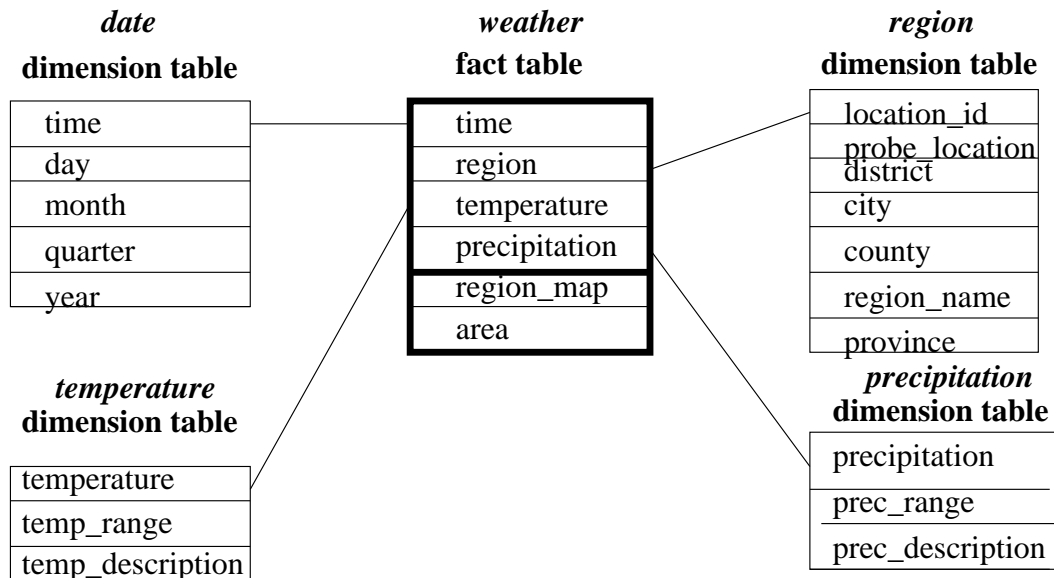 date
dimension table
time
day
month
quarter
year
weather
fact table
time
region
temperature
precipitation
region_map
area
region
dimension table
location_id
probe_location
district
city
county
region_name
province
temperature
dimension table
temperature
temp_range
temp_description
precipitation
dimension table
precipitation
prec_range
prec_description